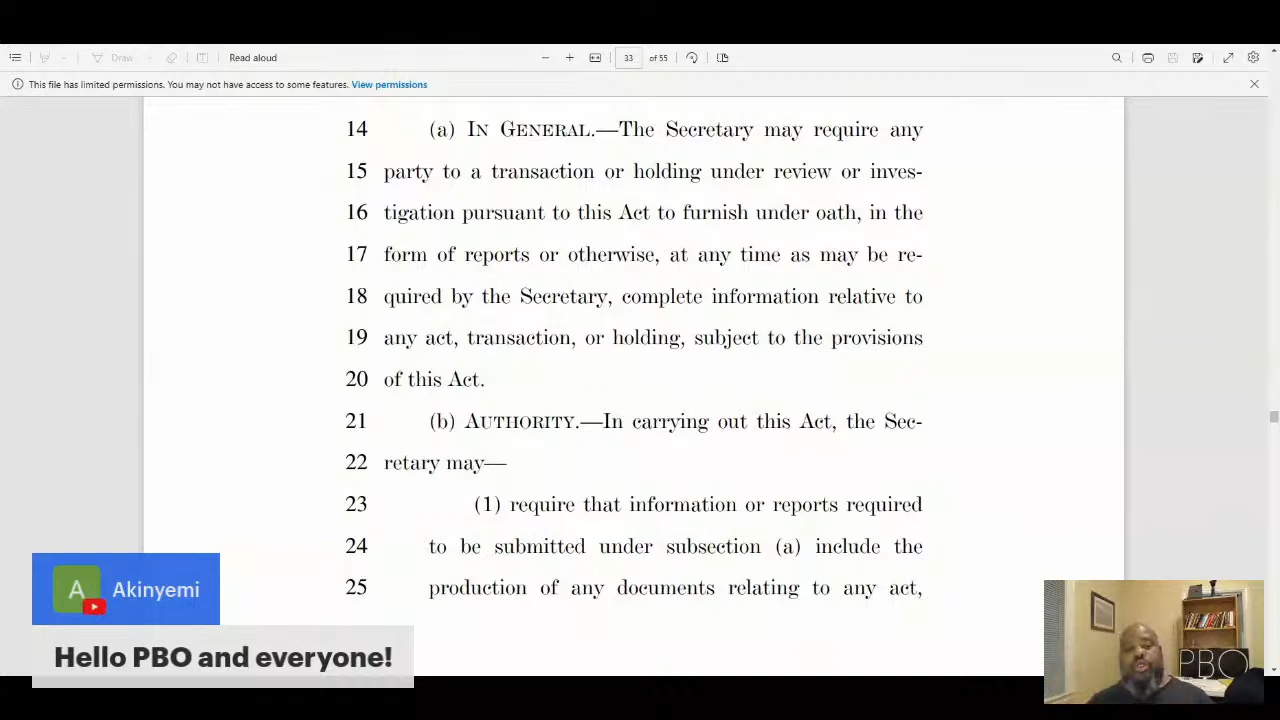 Draw
Read aloud
33 of 55
This file has limited permissions. You may not have access to some features. View permissions
14 (a) IN GENERAL.—The Secretary may require any
15 party to a transaction or holding under review or inves-
16 tigation pursuant to this Act to furnish under oath, in the
17 form of reports or otherwise, at any time as may be re-
18 quired by the Secretary, complete information relative to
19 any act, transaction, or holding, subject to the provisions
20 of this Act.
21 (b) AUTHORITY.—In carrying out this Act, the Sec-
22 retary may—
23 (1) require that information or reports required
24 to be submitted under subsection (a) include the
25 production of any documents relating to any act,
A Akinyemi
Hello PBO and everyone!
PBO